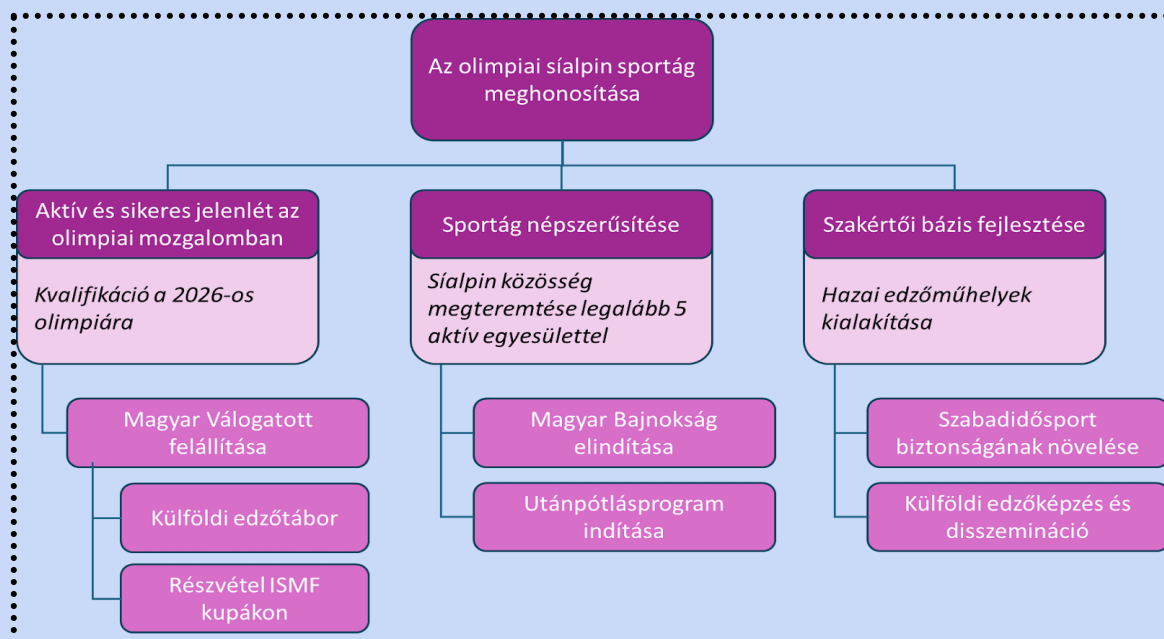 Az olimpiai síalpin sportág
meghonosítása
Aktív és sikeres jelenlét az
olimpiai mozgalomban
Kvalifikáció a 2026-os
olimpiára
Magyar Válogatott
felállítása
Külföldi edzőtábor
Részvétel ISMF
kupákon
Sportág népszerűsítése
Síalpin közösség
megteremtése legalább 5
aktív egyesülettel
Magyar Bajnokság
elindítása
Utánpótlásprogram
indítása
Szakértői bázis fejlesztése
Hazai edzőműhelyek
kialakítása
Szabadidősport
biztonságának növelése
Külföldi edzőképzés és
disszemináció